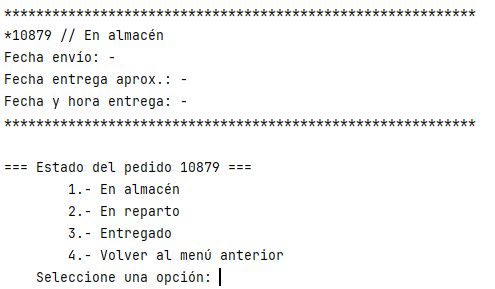 ***********************************************************
*10879 // En almacén
Fecha envío: -
Fecha entrega aprox.: -
Fecha y hora entrega: -
***********************************************************
=== Estado del pedido 10879 ===
1.- En almacén
2.- En reparto
3.- Entregado
4.- Volver al menú anterior
Seleccione una opción: